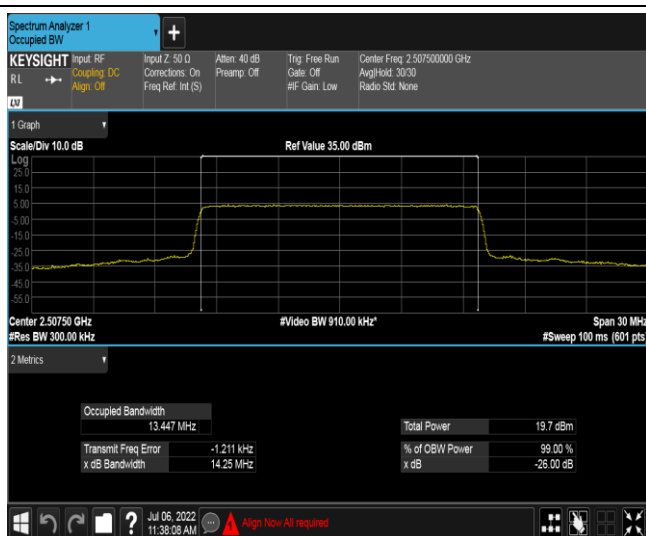 Spectrum Analyzer 1
Occupied BW
+
KEYSIGHT Input: RF Input Z: 50 Ω Atten: 40 dB Trig: Free Run Center Freq: 2.507500000 GHz
RL Coupling: DC Corrections: On Preamp: Off Gate: Off Avg|Hold: 30/30
Align: Off Freq Ref: Int (S) #IF Gain: Low Radio Std: None
LXI
1 Graph
Scale/Div 10.0 dB Ref Value 35.00 dBm
Log
25.0
15.0
5.00
-5.00
-15.0
-25.0
-35.0
-45.0
-55.0
Center 2.50750 GHz #Video BW 910.00 kHz* Span 30 MHz
#Res BW 300.00 kHz #Sweep 100 ms (601 pts)
2 Metrics
Occupied Bandwidth
13.447 MHz Total Power 19.7 dBm
Transmit Freq Error -1.211 kHz % of OBW Power 99.00 %
x dB Bandwidth 14.25 MHz x dB -26.00 dB
? Jul 06, 2022
11:38:08 AM Align Now All required